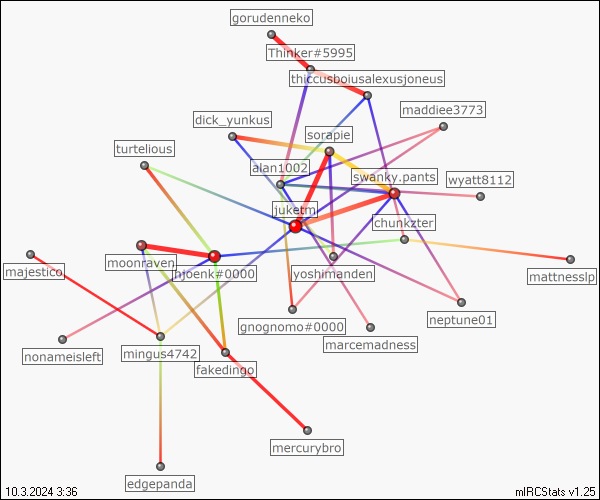 gorudenneko
Thinker#5995
thiccusboiusalexusjoneus
maddiee3773
dick_yunkus
sorapie
turtelious
alan1002
swanky.pants
wyatt8112
juketm
chunkzter
moonraven
hjoenk#0000
majestico
yoshimanden
mattnesslp
gnognomo#0000
neptune01
marcemadness
nonameisleft
mingus4742
fakedingo
mercurybro
edgepanda
10.3.2024 3:36
mIRCStats v1.25